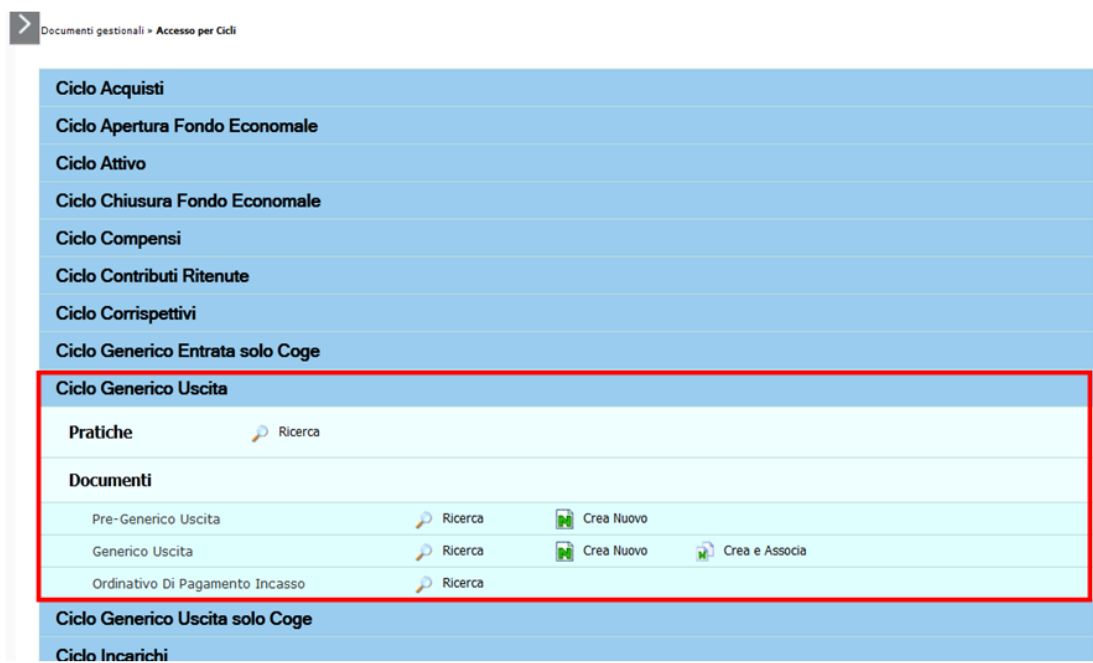 Documenti gestionali » Accesso per Cicli
Ciclo Acquisti
Ciclo Apertura Fondo Economale
Ciclo Attivo
Ciclo Chiusura Fondo Economale
Ciclo Compensi
Ciclo Contributi Ritenute
Ciclo Corrispettivi
Ciclo Generico Entrata solo Coge
Ciclo Generico Uscita
Pratiche Ricerca
Documenti
Pre-Generico Uscita Ricerca Crea Nuovo
Generico Uscita Ricerca Crea Nuovo Crea e Associa
Ordinativo Di Pagamento Incasso Ricerca
Ciclo Generico Uscita solo Coge
Ciclo Incarichi